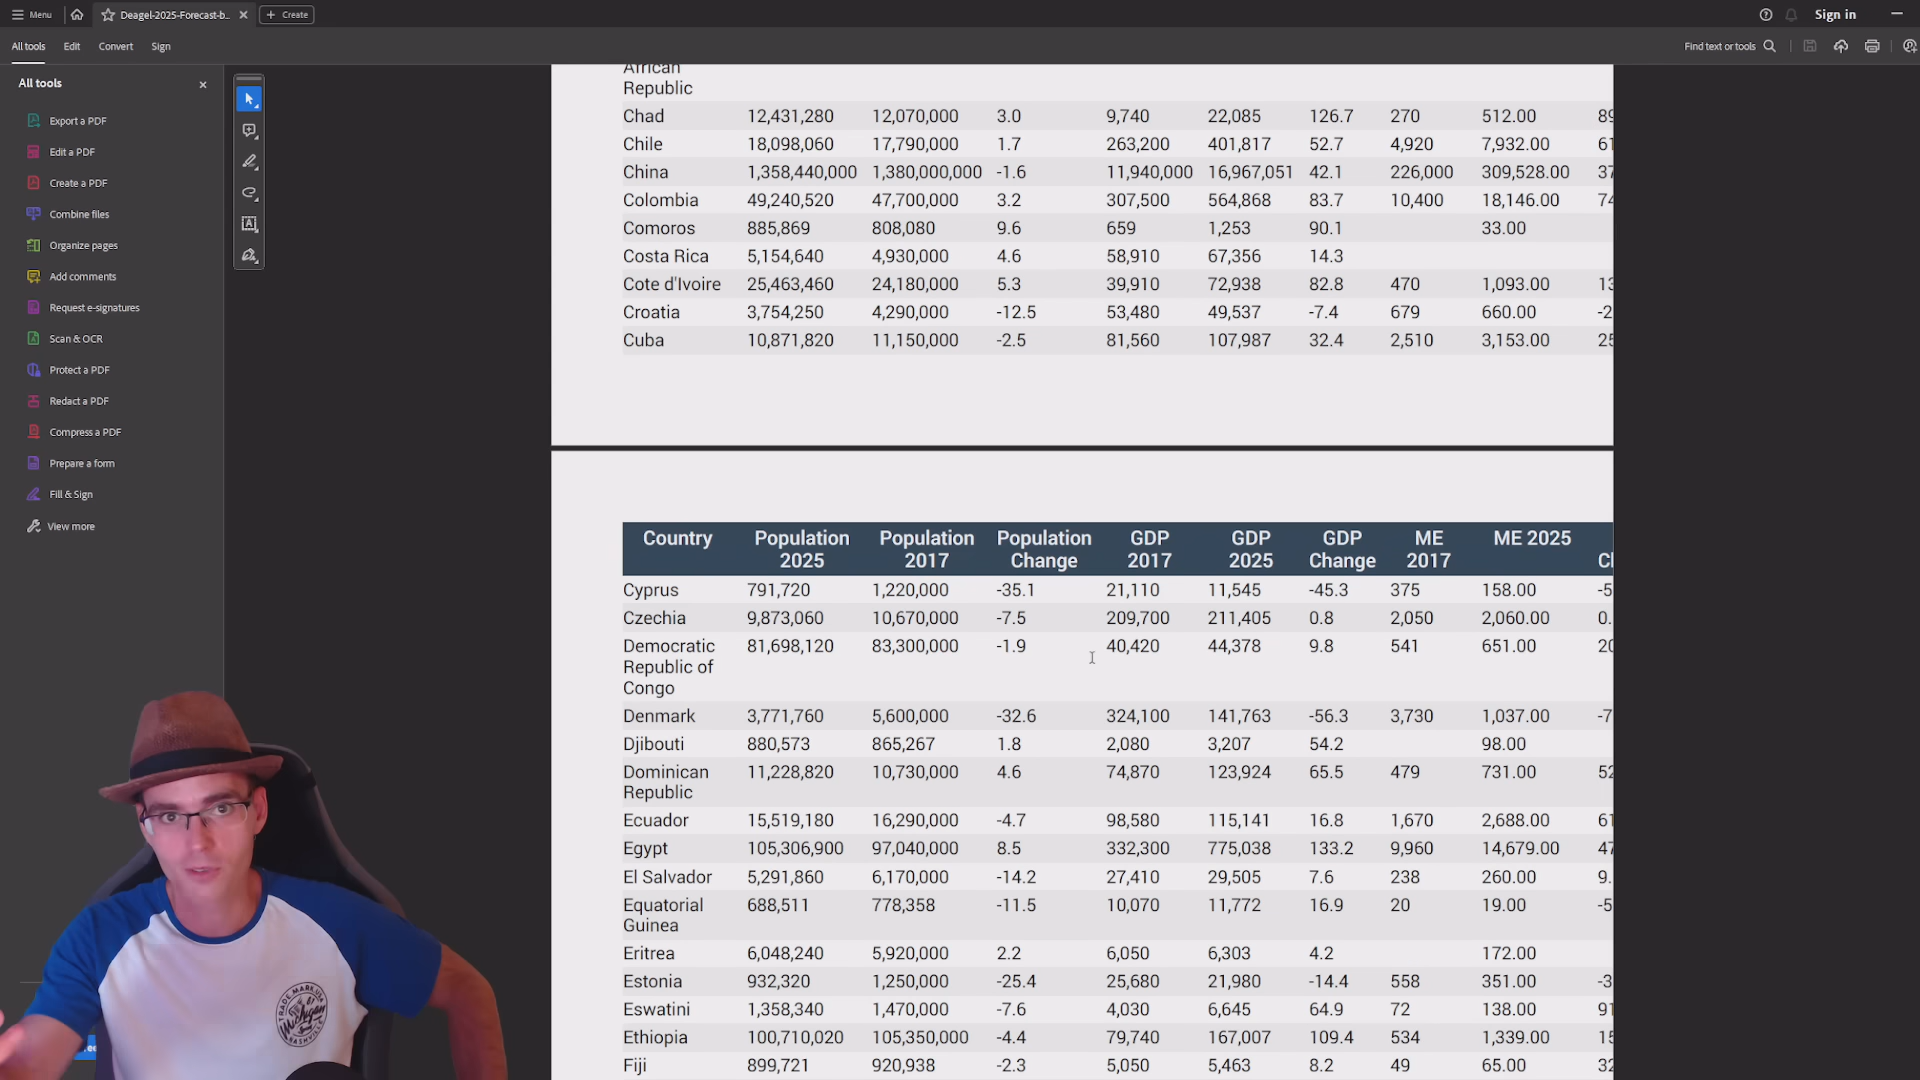 Menu
Deagel-2025-Forecast-b...
Create
Sign in
All tools
Edit
Convert
Sign
Find text or tools
All tools
Export a PDF
Edit a PDF
Create a PDF
Combine files
Organize pages
Add comments
Request e-signatures
Scan & OCR
Protect a PDF
Redact a PDF
Compress a PDF
Prepare a form
Fill & Sign
View more
African
Republic
Chad 12,431,280 12,070,000 3.0 9,740 22,085 126.7 270 512.00 89
Chile 18,098,060 17,790,000 1.7 263,200 401,817 52.7 4,920 7,932.00 61
China 1,358,440,000 1,380,000,000 -1.6 11,940,000 16,967,051 42.1 226,000 309,528.00 37
Colombia 49,240,520 47,700,000 3.2 307,500 564,868 83.7 10,400 18,146.00 74
Comoros 885,869 808,080 9.6 659 1,253 90.1 33.00
Costa Rica 5,154,640 4,930,000 4.6 58,910 67,356 14.3
Cote d'Ivoire 25,463,460 24,180,000 5.3 39,910 72,938 82.8 470 1,093.00 13
Croatia 3,754,250 4,290,000 -12.5 53,480 49,537 -7.4 679 660.00 -2
Cuba 10,871,820 11,150,000 -2.5 81,560 107,987 32.4 2,510 3,153.00 25
Country Population Population Population GDP GDP GDP ME ME 2025
2025 2017 Change 2017 2025 Change 2017
Cyprus 791,720 1,220,000 -35.1 21,110 11,545 -45.3 375 158.00 -5
Czechia 9,873,060 10,670,000 -7.5 209,700 211,405 0.8 2,050 2,060.00 0.
Democratic 81,698,120 83,300,000 -1.9 40,420 44,378 9.8 541 651.00 20
Republic of
Congo
Denmark 3,771,760 5,600,000 -32.6 324,100 141,763 -56.3 3,730 1,037.00 -7
Djibouti 880,573 865,267 1.8 2,080 3,207 54.2 98.00
Dominican 11,228,820 10,730,000 4.6 74,870 123,924 65.5 479 731.00 52
Republic
Ecuador 15,519,180 16,290,000 -4.7 98,580 115,141 16.8 1,670 2,688.00 61
Egypt 105,306,900 97,040,000 8.5 332,300 775,038 133.2 9,960 14,679.00 47
El Salvador 5,291,860 6,170,000 -14.2 27,410 29,505 7.6 238 260.00 9.
Equatorial 688,511 778,358 -11.5 10,070 11,772 16.9 20 19.00 -5
Guinea
Eritrea 6,048,240 5,920,000 2.2 6,050 6,303 4.2 172.00
Estonia 932,320 1,250,000 -25.4 25,680 21,980 -14.4 558 351.00 -3
Eswatini 1,358,340 1,470,000 -7.6 4,030 6,645 64.9 72 138.00 91
Ethiopia 100,710,020 105,350,000 -4.4 79,740 167,007 109.4 534 1,339.00 15
Fiji 899,721 920,938 -2.3 5,050 5,463 8.2 49 65.00 32
TRADE MARK USA
Michigan
NASHVILLE